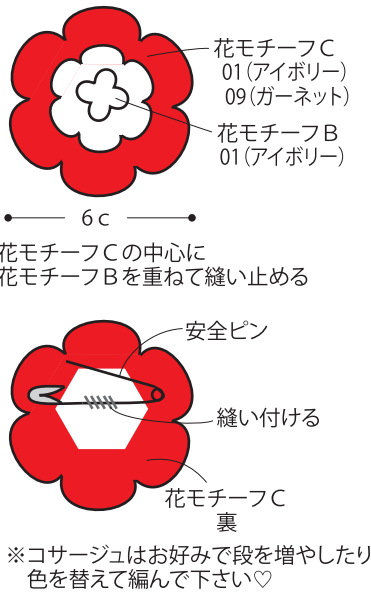 花モチーフC
01(アイボリー)
09(ガーネット)
花モチーフB
01(アイボリー)
6c
花モチーフCの中心に
花モチーフBを重ねて縫い止める
安全ピン
縫い付ける
花モチーフC
裏
※コサージュはお好みで段を増やしたり
色を替えて編んで下さい♡